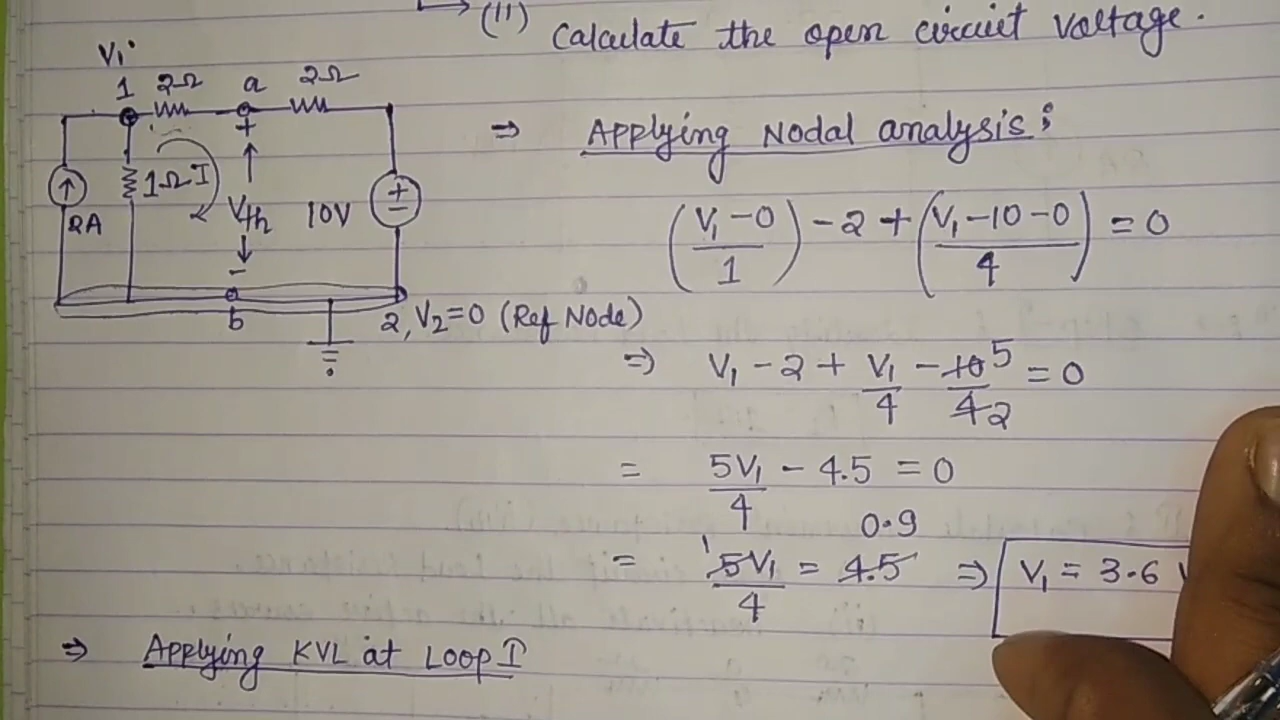 (II) Calculate the open circuit Voltage.
V1
1 2Ω a 2Ω
+
1Ω I
2A
Vth
10V
+
-
-
b
2, V2=0 (Ref Node)
⇒ Applying Nodal analysis:
(V1-0/1) - 2 + (V1-10-0/4) = 0
⇒ V1 - 2 + V1/4 - 10/4 = 0
5
2
= 5V1/4 - 4.5 = 0
0.9
1
= 5V1/4 = 4.5 ⇒ V1 = 3.6
⇒ Applying KVL at Loop I